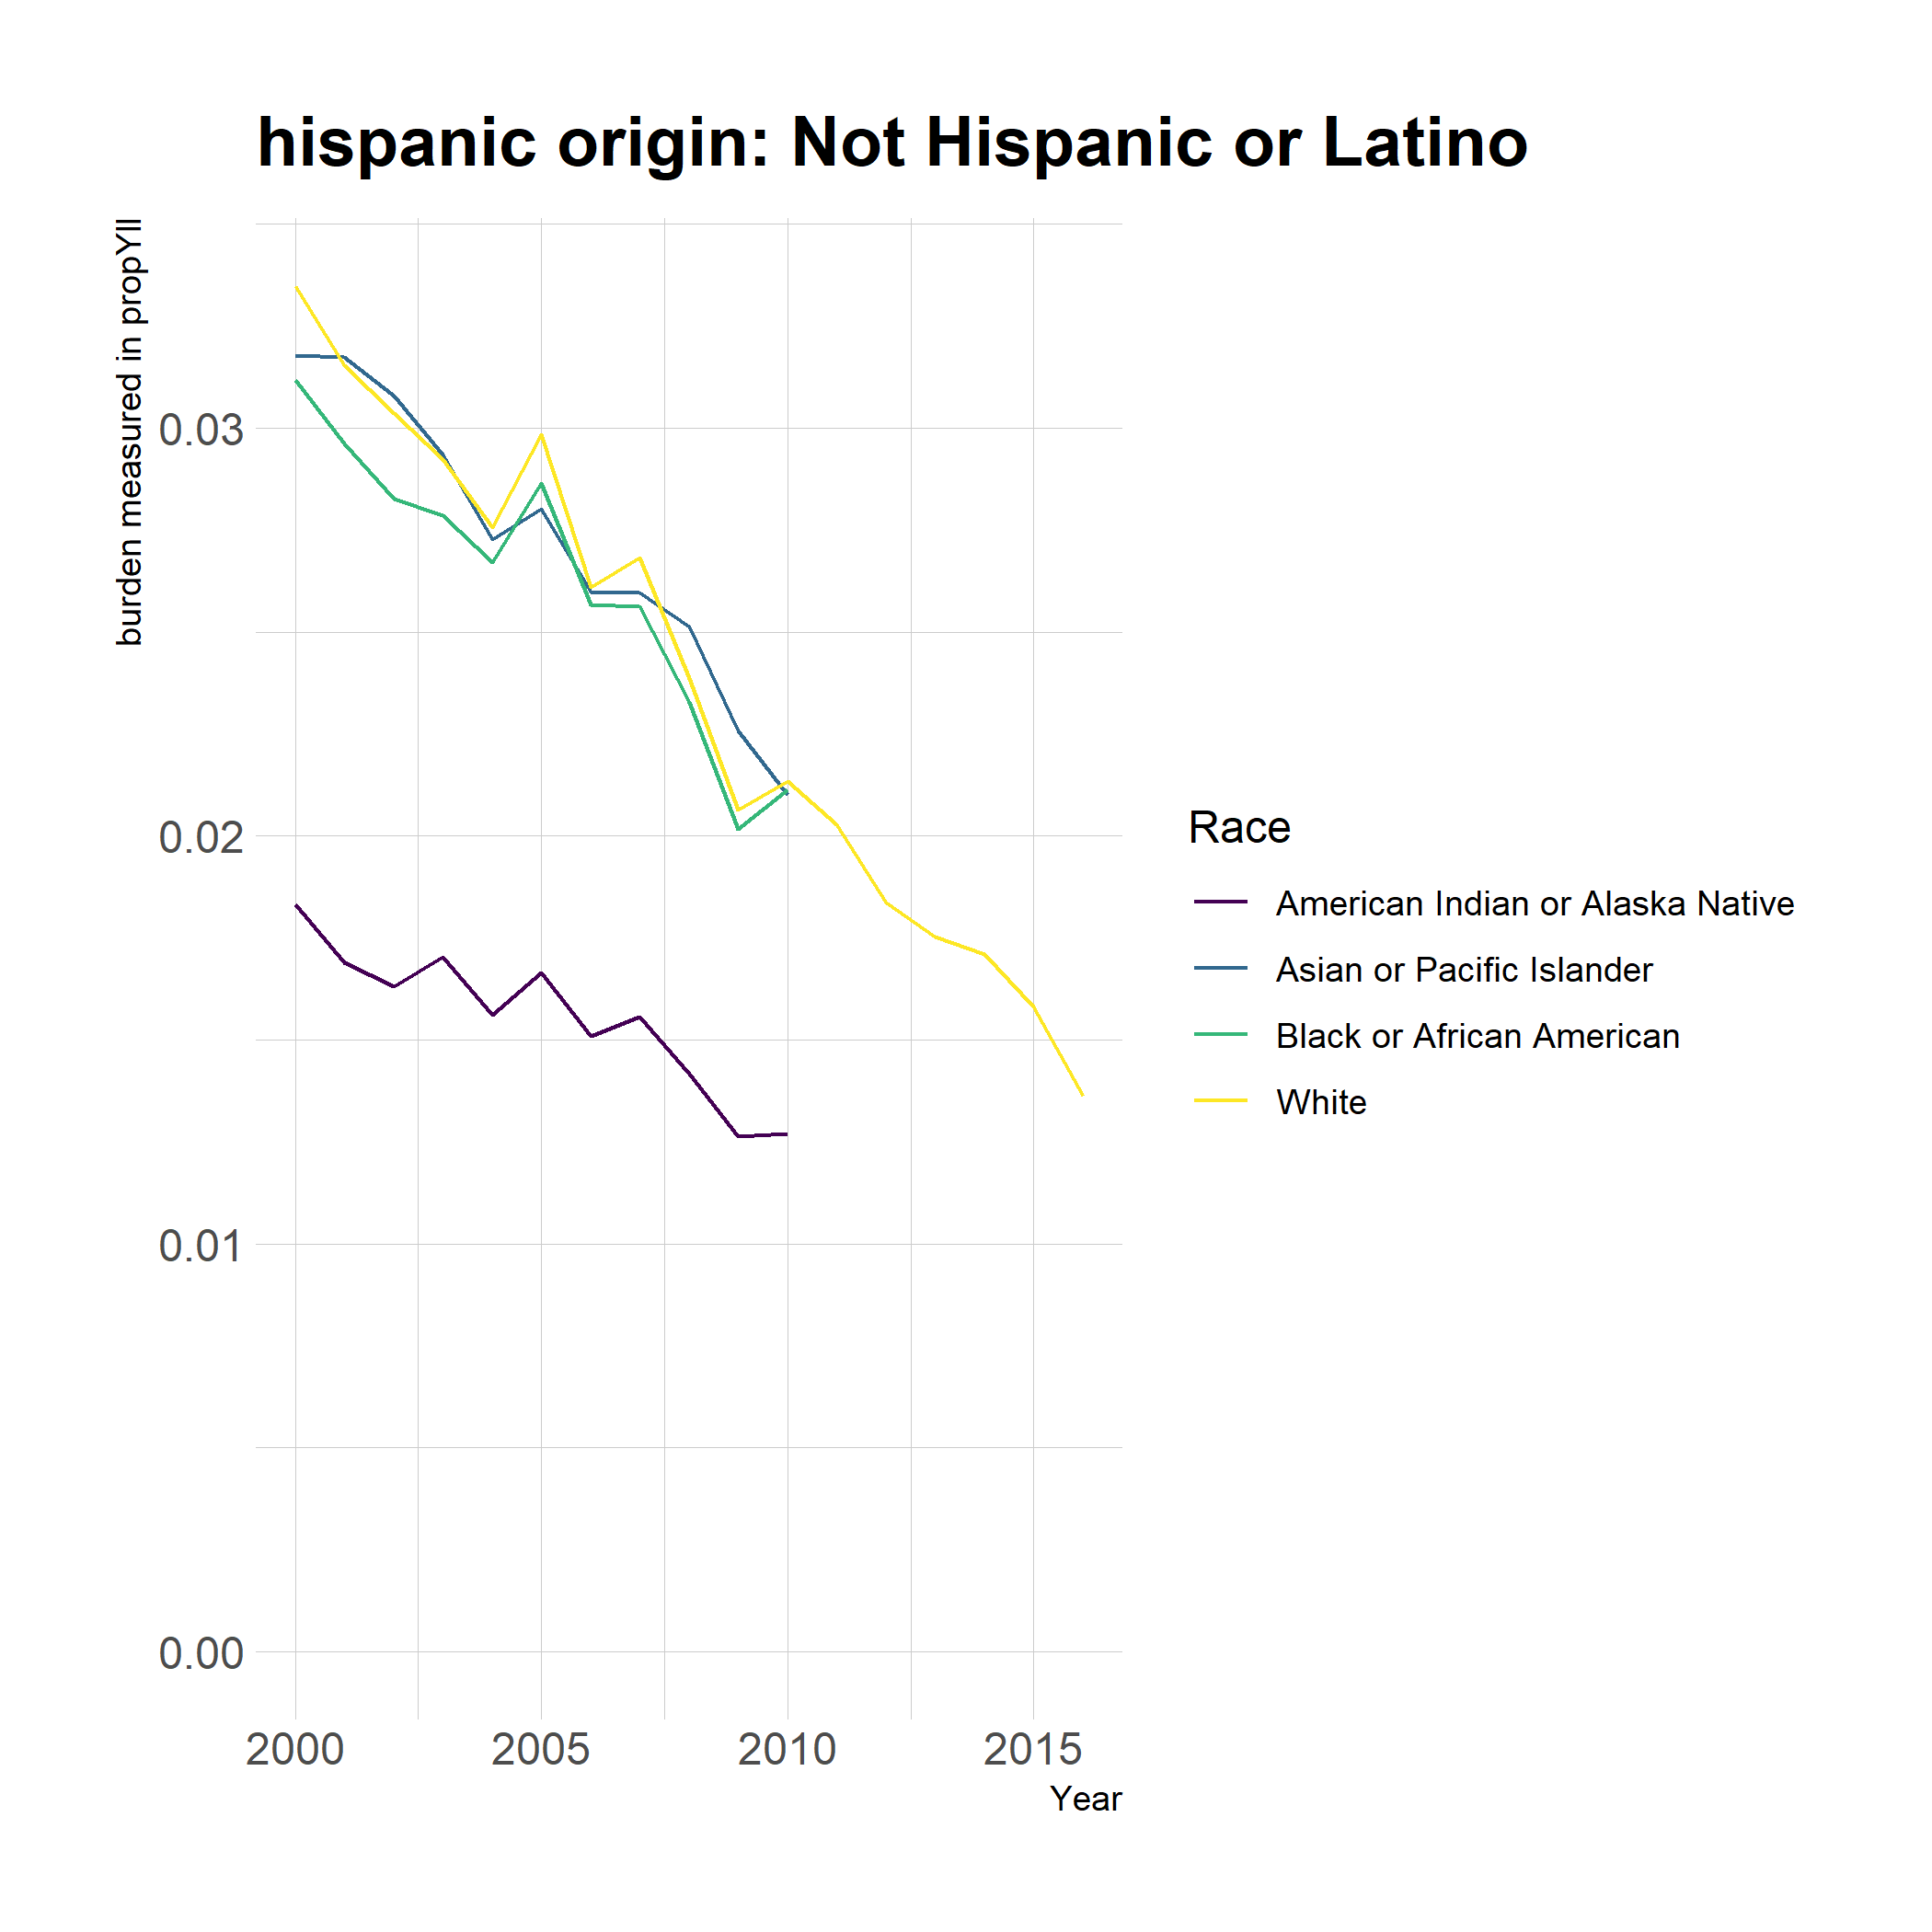 hispanic origin: Not Hispanic or Latino
burden measured in propYll
0.03
0.02
0.01
0.00
2000 2005 2010 2015
Year
Race
American Indian or Alaska Native
Asian or Pacific Islander
Black or African American
White